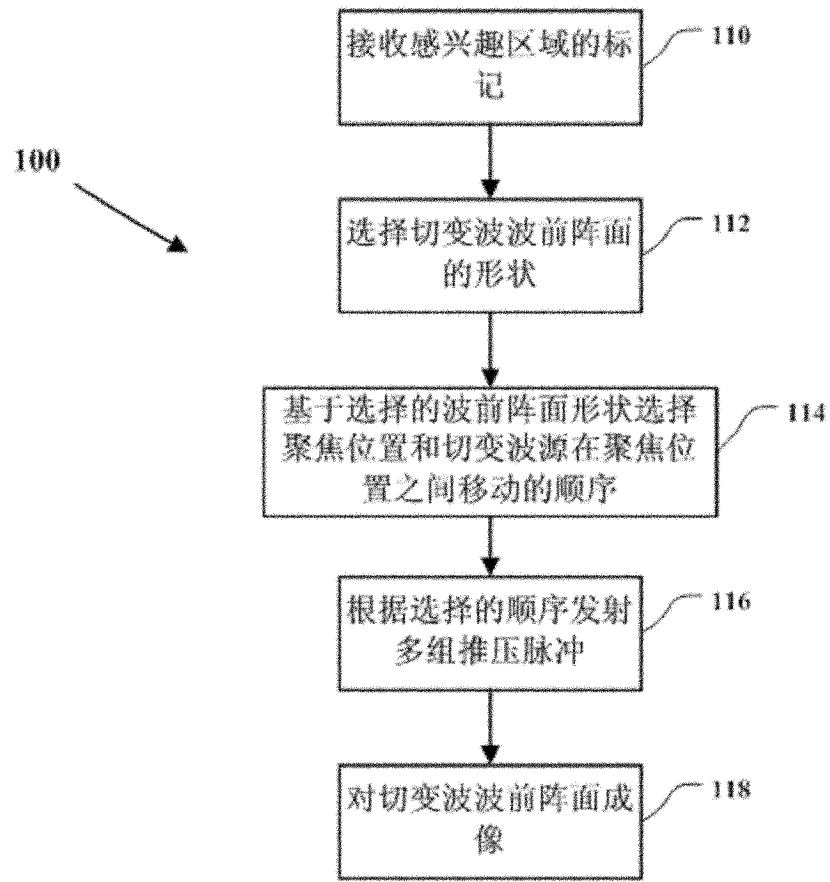 接收感兴趣区域的标
记
110
100
选择切变波波前阵面
的形状
112
基于选择的波前阵面形状选择
聚焦位置和切变波源在聚焦位
置之间移动的顺序
114
根据选择的顺序发射
多组推压脉冲
116
对切变波波前阵面成
像
118